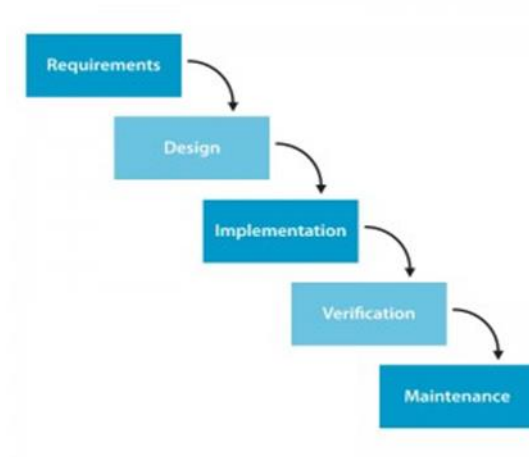 Requirements
Design
Implementation
Verification
Maintenance